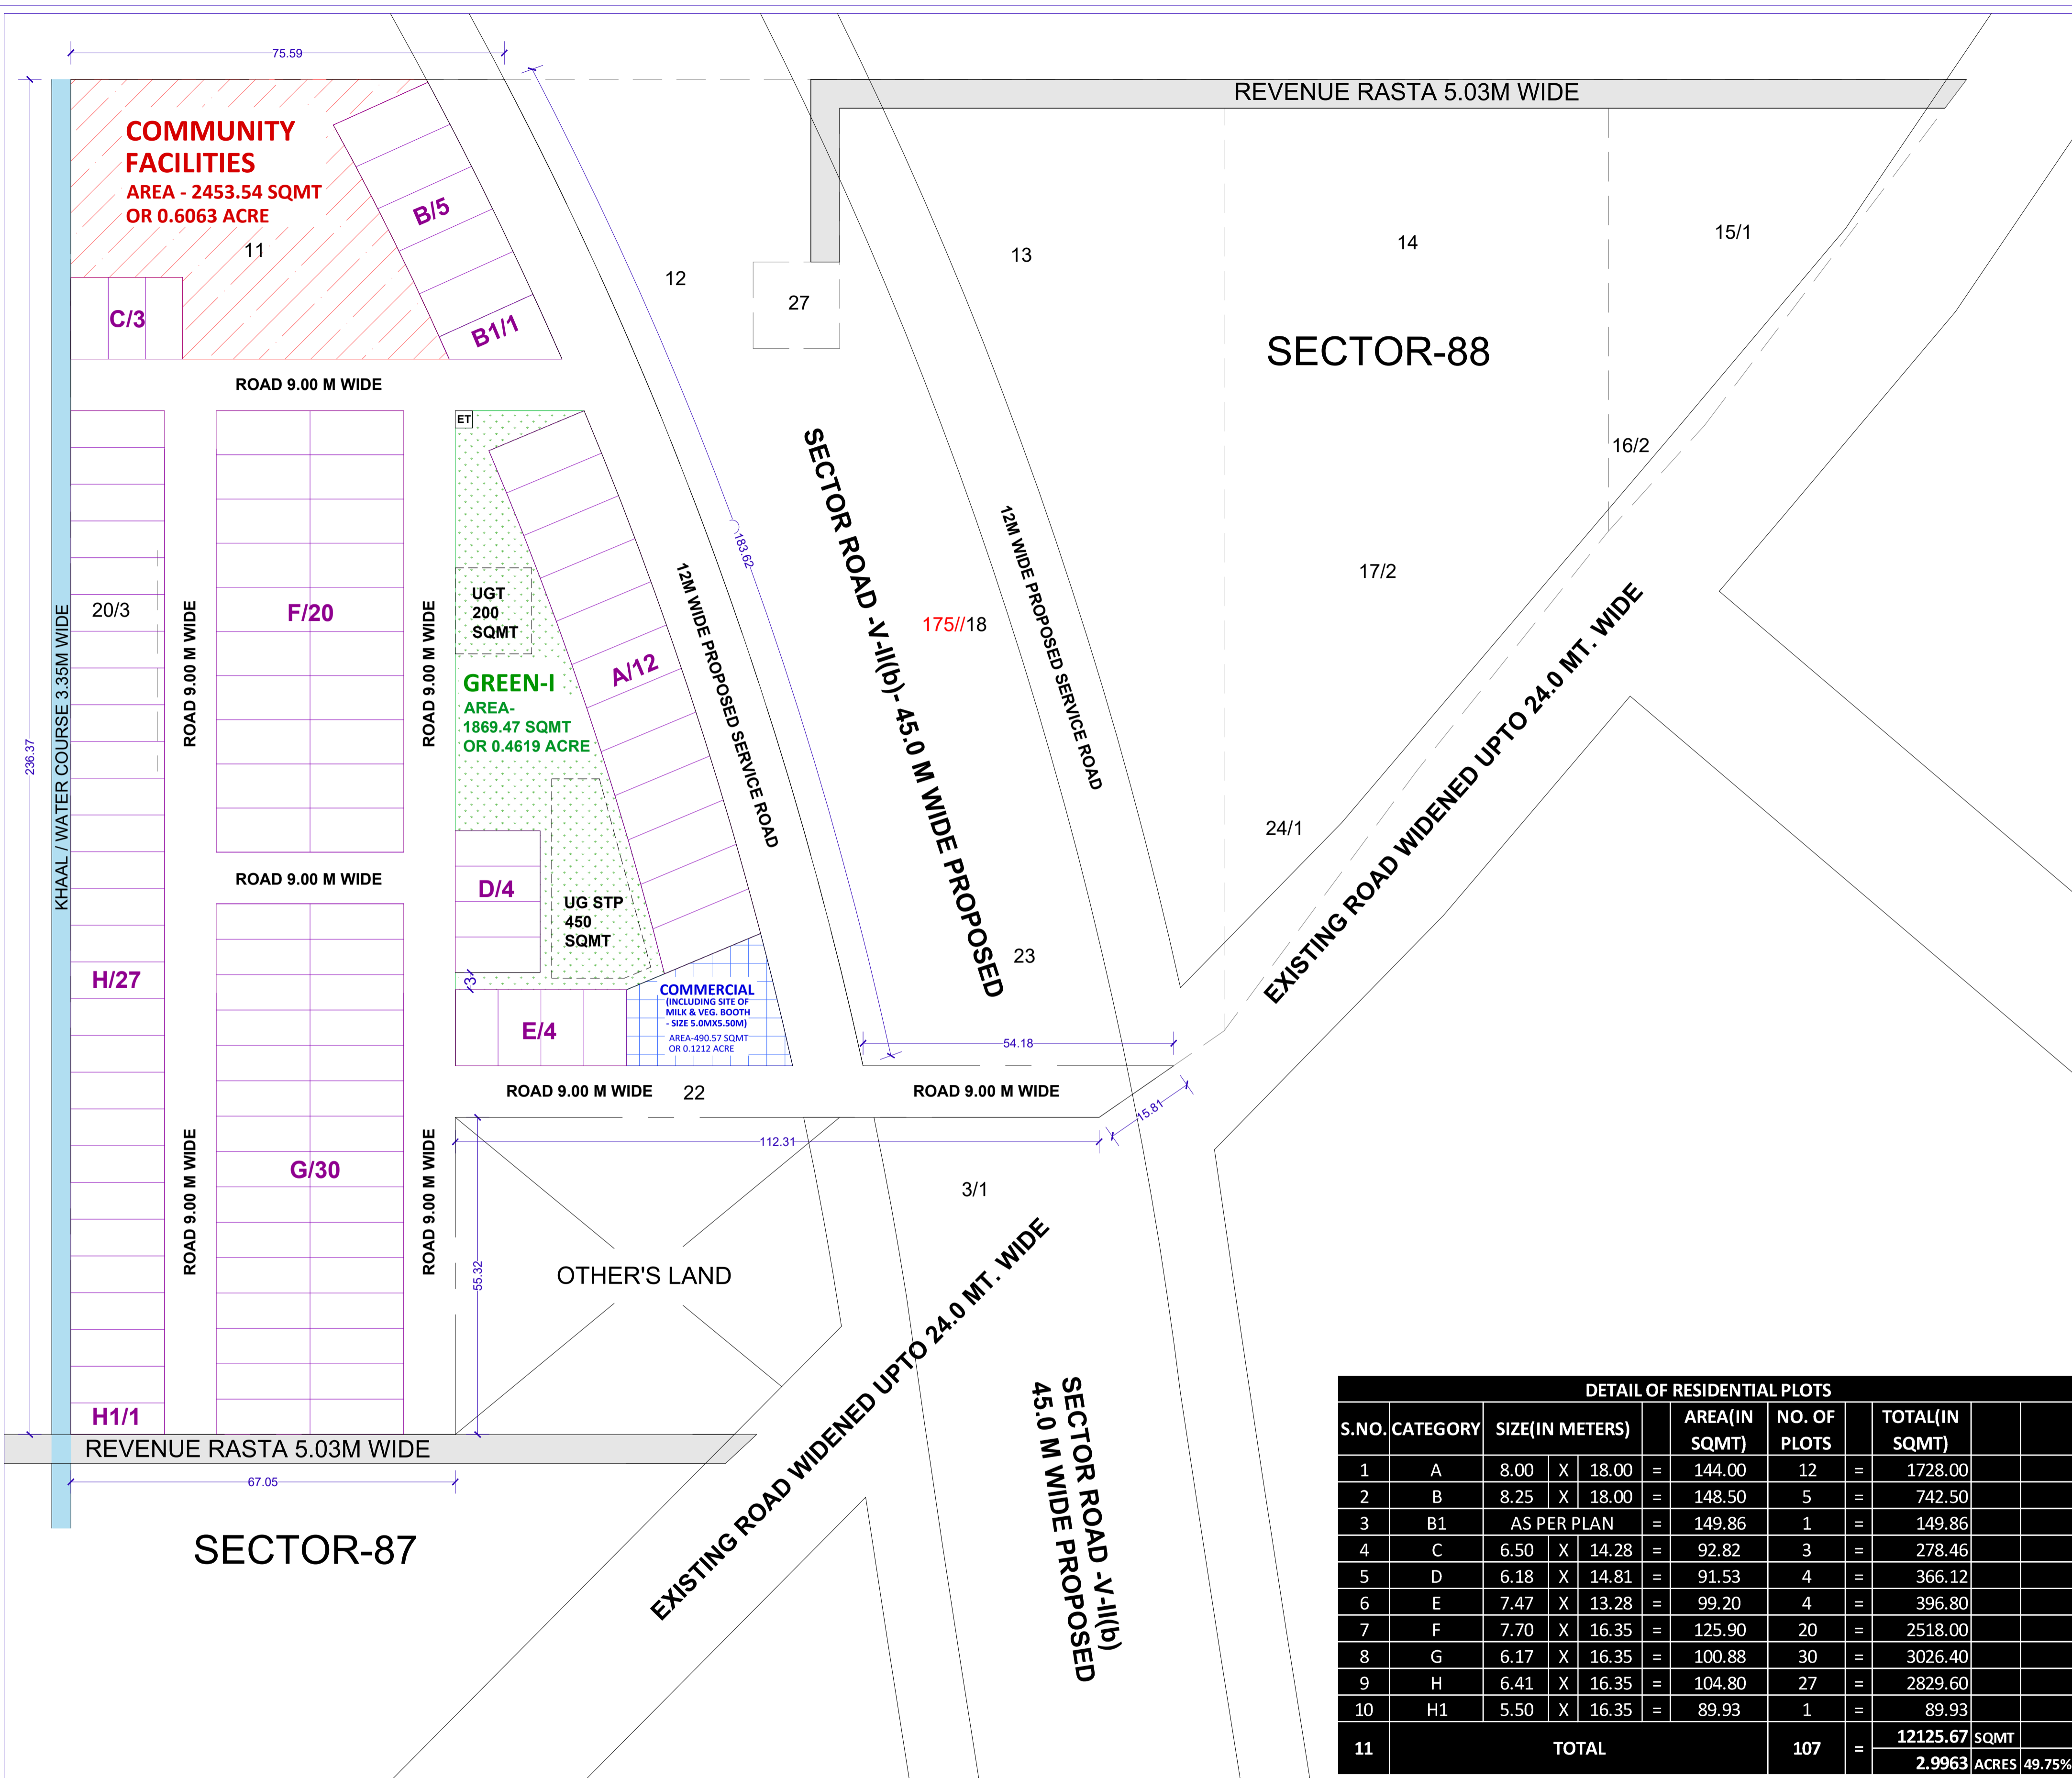 75.59
REVENUE RASTA 5.03M WIDE
COMMUNITY
FACILITIES
AREA - 2453.54 SQMT
OR 0.6063 ACRE
11
B/5
B1/1
C/3
12
27
13
14
15/1
SECTOR-88
16/2
17/2
24/1
ROAD 9.00 M WIDE
ET
183.62
236.37
KHAAL / WATER COURSE 3.35M WIDE
20/3
ROAD 9.00 M WIDE
F/20
ROAD 9.00 M WIDE
UGT
200
SQMT
GREEN-I
AREA-
1869.47 SQMT
OR 0.4619 ACRE
A/12
12M WIDE PROPOSED SERVICE ROAD
SECTOR ROAD -V-II(b)- 45.0 M WIDE PROPOSED
175//18
12M WIDE PROPOSED SERVICE ROAD
EXISTING ROAD WIDENED UPTO 24.0 MT. WIDE
ROAD 9.00 M WIDE
D/4
UG STP
450
SQMT
23
H/27
3
E/4
COMMERCIAL
(INCLUDING SITE OF
MILK & VEG. BOOTH
- SIZE 5.0MX5.50M)
AREA-490.57 SQMT
OR 0.1212 ACRE
54.18
ROAD 9.00 M WIDE
22
ROAD 9.00 M WIDE
15.81
112.31
ROAD 9.00 M WIDE
G/30
ROAD 9.00 M WIDE
55.32
OTHER'S LAND
3/1
H1/1
REVENUE RASTA 5.03M WIDE
67.05
SECTOR-87
EXISTING ROAD WIDENED UPTO 24.0 MT. WIDE
SECTOR ROAD -V-II(b)
45.0 M WIDE PROPOSED
DETAIL OF RESIDENTIAL PLOTS
S.NO. CATEGORY SIZE(IN METERS) AREA(IN SQMT) NO. OF PLOTS TOTAL(IN SQMT)
1 A 8.00 X 18.00 = 144.00 12 = 1728.00
2 B 8.25 X 18.00 = 148.50 5 = 742.50
3 B1 AS PER PLAN = 149.86 1 = 149.86
4 C 6.50 X 14.28 = 92.82 3 = 278.46
5 D 6.18 X 14.81 = 91.53 4 = 366.12
6 E 7.47 X 13.28 = 99.20 4 = 396.80
7 F 7.70 X 16.35 = 125.90 20 = 2518.00
8 G 6.17 X 16.35 = 100.88 30 = 3026.40
9 H 6.41 X 16.35 = 104.80 27 = 2829.60
10 H1 5.50 X 16.35 = 89.93 1 = 89.93
11 TOTAL 107 = 12125.67 SQMT
2.9963 ACRES 49.75%